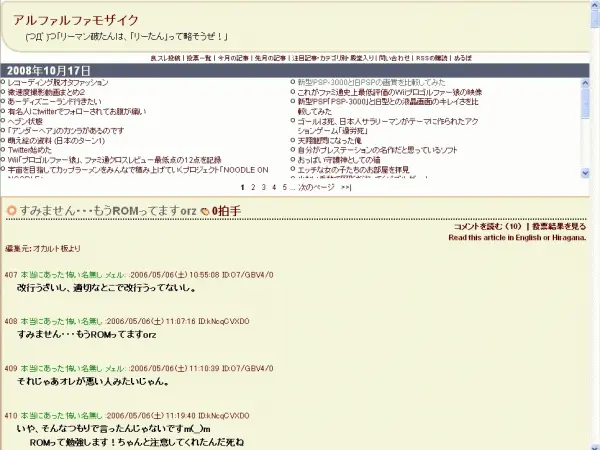 アルファルファモザイク
(つД`)つ「リーマン破たんは、「リーたん」って略そうぜ！」
良スレ投稿 | 投票一覧 | 今月の記事 | 先月の記事 | 注目記事・カテゴリ別・殿堂入り | 問い合わせ | RSSの購読 | ぬるぽ
2008年10月17日
レコーディング脱オタファッション
微速度撮影動画まとめ2
あーディズニーランド行きたい
有名人にtwitterでフォローされてお腹が痛い
ヘブン状態
「アンダーヘア」のカツラがあるのです
萌え絵の資料 (日本のターン1)
Twitter始めた
Wii「プロゴルファー猿」、ファミ通クロスレビュー最低点の12点を記録
宇宙を目指してカップラーメンをみんなで積み上げていくプロジェクト「NOODLE ON
新型PSP-3000と旧PSPの画質を比較してみた
これがファミ通史上最低評価のWiiプロゴルファー猿の映像
新型PSP「PSP-3000」と旧型との液晶画面のキレイさを比
較してみた
ゴールは死、日本人サラリーマンがテーマに作られたアク
ションゲーム「過労死」
天翔龍閃になった俺
自分がプレステーションの名作だと思っているソフト
おっぱい守護神としての猫
エッチな女の子たちのお部屋を拝見
1 2 3 4 5 ... 次のページ >>|
すみません・・・もうROMってますorz 0拍手
コメントを読む (10) | 投票結果を見る
Read this article in English or Hiragana.
編集元: オカルト板より
407 本当にあった怖い名無し メェル: :2006/05/06(土) 10:55:08 ID:O7/GBV4/0
改行うざいし、適切なとこで改行うってないし。
408 本当にあった怖い名無し :2006/05/06(土) 11:07:16 ID:kNcqCVXD0
すみません・・・もうROMってますorz
409 本当にあった怖い名無し メェル: :2006/05/06(土) 11:10:39 ID:O7/GBV4/0
それじゃあオレが悪い人みたいじゃん。
410 本当にあった怖い名無し :2006/05/06(土) 11:19:40 ID:kNcqCVXD0
いや、そんなつもりで言ったんじゃないですm(_)m
ROMって勉強します！ちゃんと注意してくれたんだ死ね